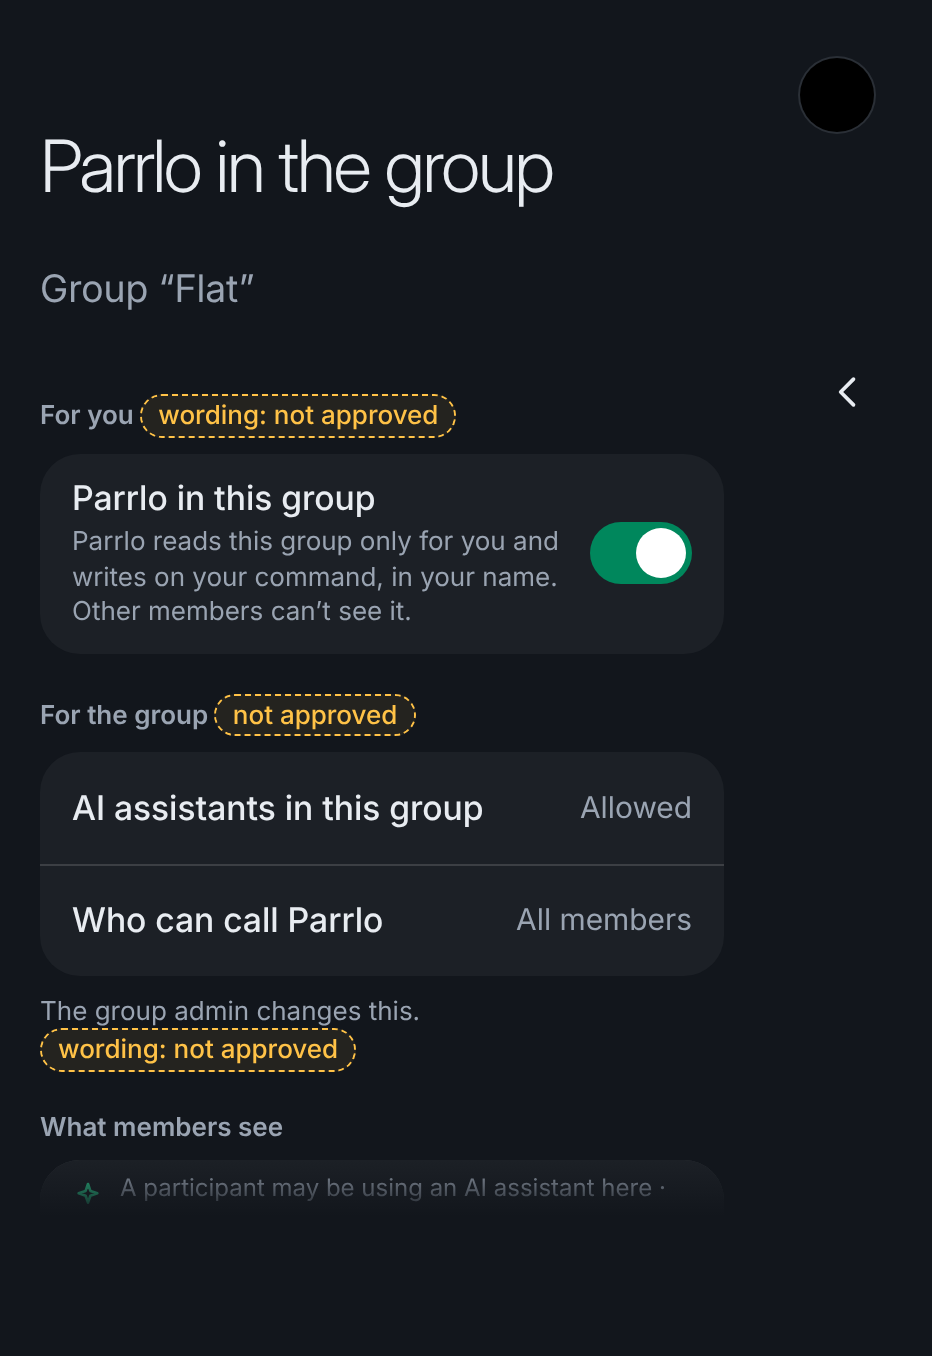 Parrlo in the group
Group “Flat”
For you wording: not approved
Parrlo in this group
Parrlo reads this group only for you and
writes on your command, in your name.
Other members can’t see it.
For the group not approved
AI assistants in this group Allowed
Who can call Parrlo All members
The group admin changes this.
wording: not approved
What members see
A participant may be using an AI assistant here ·